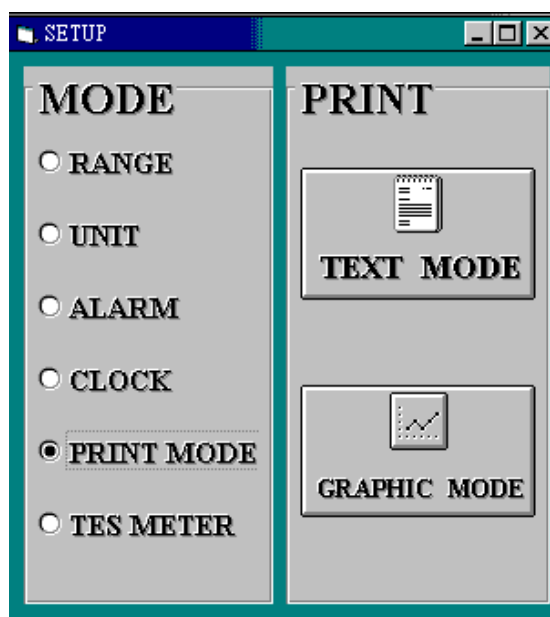 SETUP
MODE
RANGE
UNIT
ALARM
CLOCK
PRINT MODE
TES METER
PRINT
TEXT MODE
GRAPHIC MODE